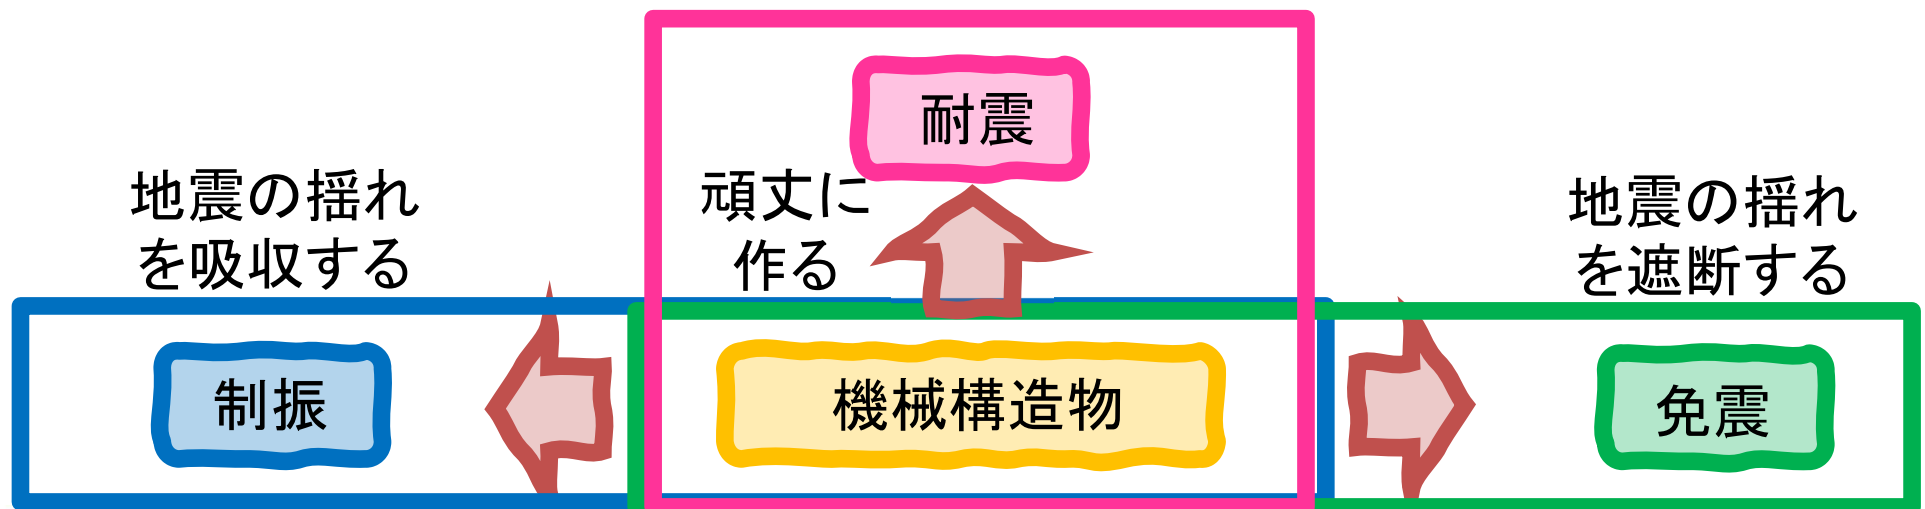 耐震
頑丈に
作る
地震の揺れ
を吸収する
地震の揺れ
を遮断する
制振
機械構造物
免震